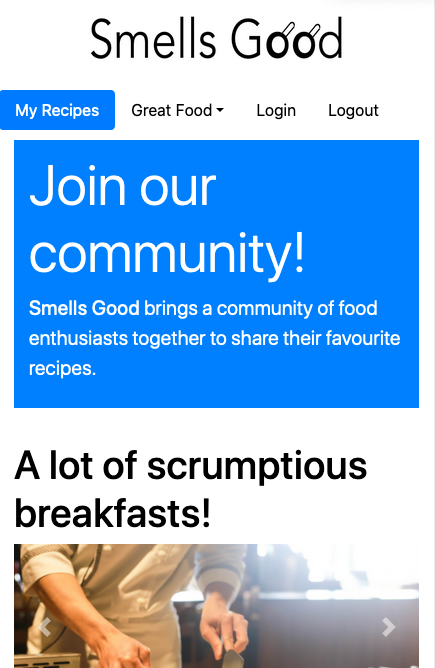 Smells Good
My Recipes Great Food Login Logout
Join our
community!
Smells Good brings a community of food
enthusiasts together to share their favourite
recipes.
A lot of scrumptious
breakfasts!